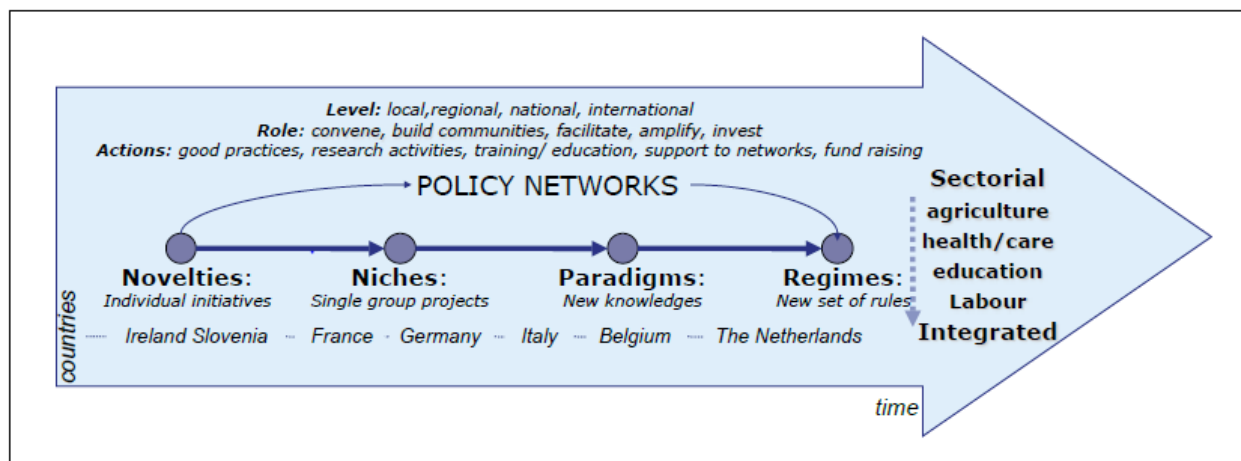 Level: local,regional, national, international
Role: convene, build communities, facilitate, amplify, invest
Actions: good practices, research activities, training/ education, support to networks, fund raising
POLICY NETWORKS
Novelties:
Individual initiatives
Niches:
Single group projects
Paradigms:
New knowledges
Regimes:
New set of rules
countries
Ireland Slovenia France Germany Italy Belgium The Netherlands
Sectorial
agriculture
health/care
education
Labour
Integrated
time